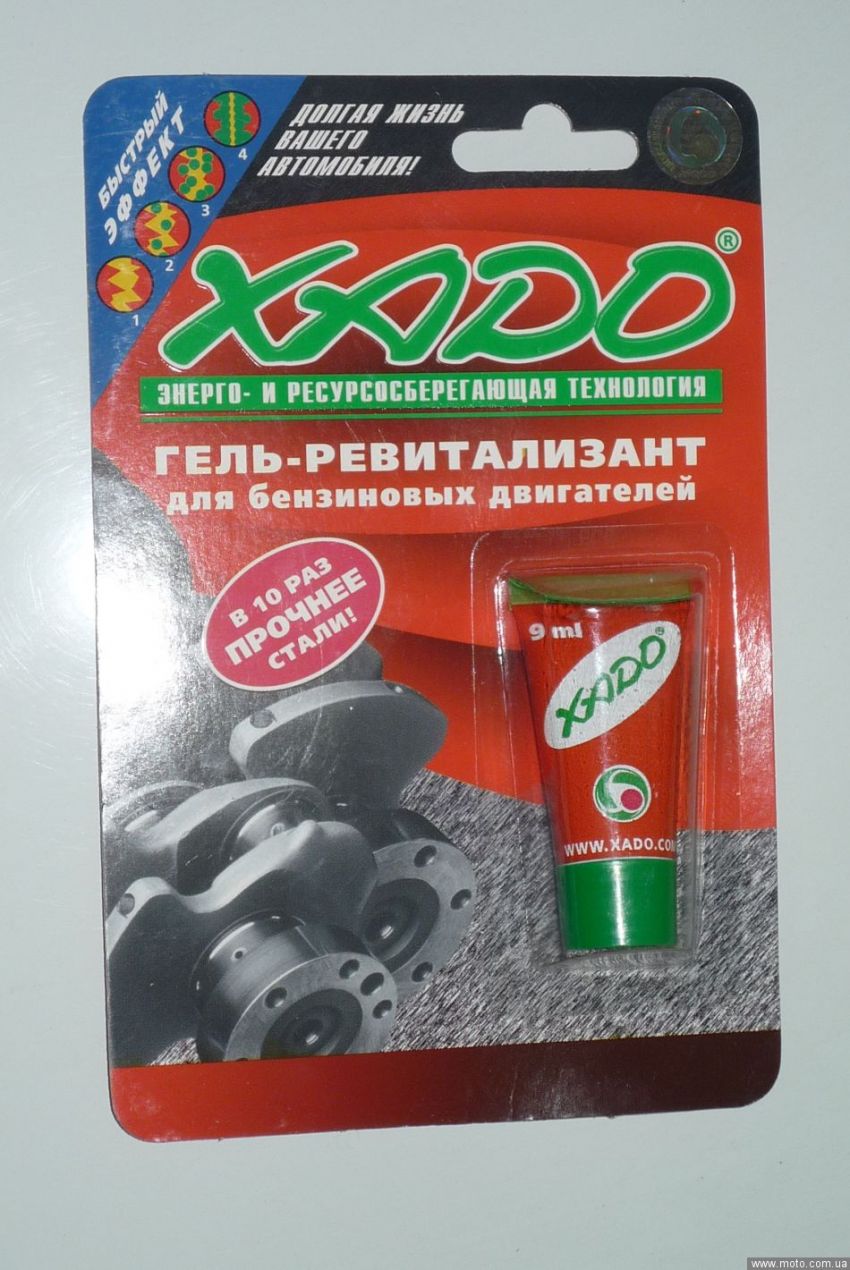 БЫСТРЫЙ
ЭФФЕКТ
1
2
3
4
ДОЛГАЯ ЖИЗНЬ
ВАШЕГО
АВТОМОБИЛЯ!
XADO®
ЭНЕРГО- И РЕСУРСОСБЕРЕГАЮЩАЯ ТЕХНОЛОГИЯ
ГЕЛЬ-РЕВИТАЛИЗАНТ
для бензиновых двигателей
В 10 РАЗ
ПРОЧНЕЕ
СТАЛИ!
9 ml
XADO®
WWW.XADO.COM
www.moto.com.ua